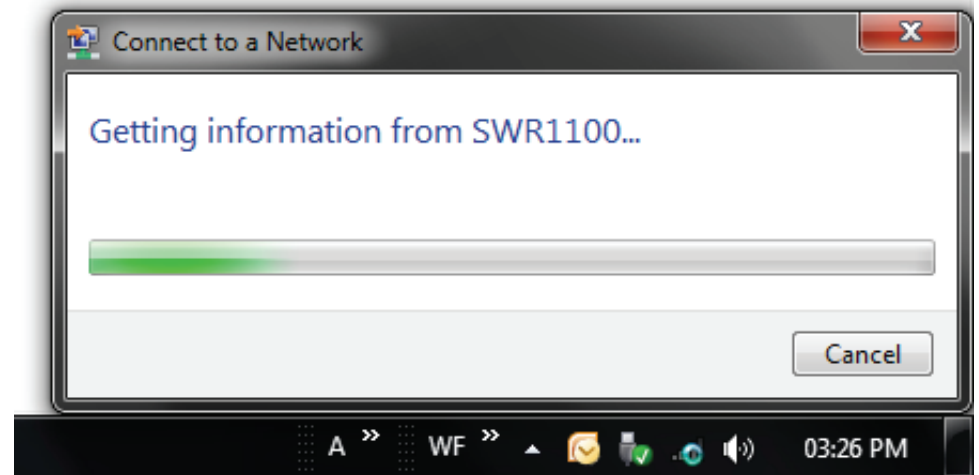 Connect to a Network
Getting information from SWR1100...
Cancel
A » WF » 03:26 PM